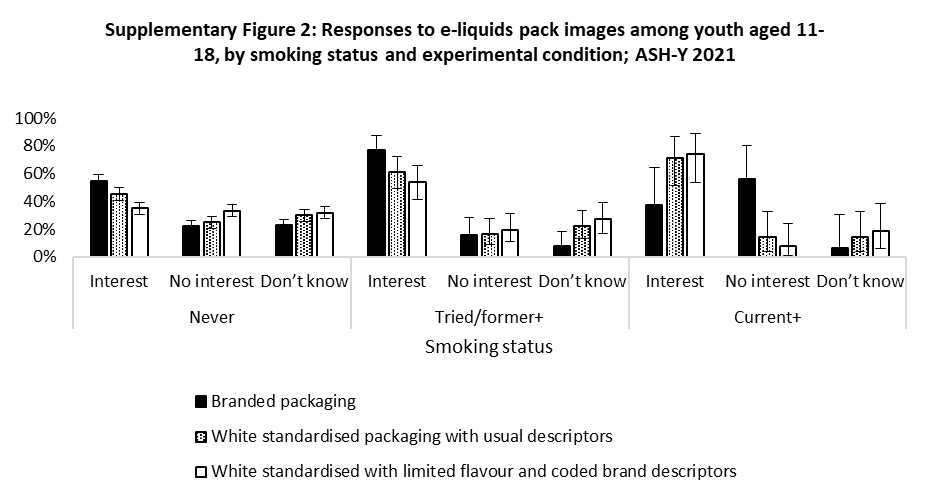 Supplementary Figure 2: Responses to e-liquids pack images among youth aged 11-
18, by smoking status and experimental condition; ASH-Y 2021
100%
80%
60%
40%
20%
0%
Interest No interest Don't know Interest No interest Don't know Interest No interest Don't know
Never Tried/former+ Current+
Smoking status
Branded packaging
White standardised packaging with usual descriptors
White standardised with limited flavour and coded brand descriptors